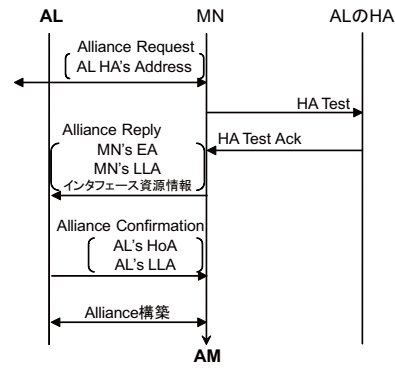 AL MN ALのHA
Alliance Request
AL HA's Address
HA Test
Alliance Reply
HA Test Ack
MN's EA
MN's LLA
インタフェース資源情報
Alliance Confirmation
AL's HoA
AL's LLA
Alliance構築
AM